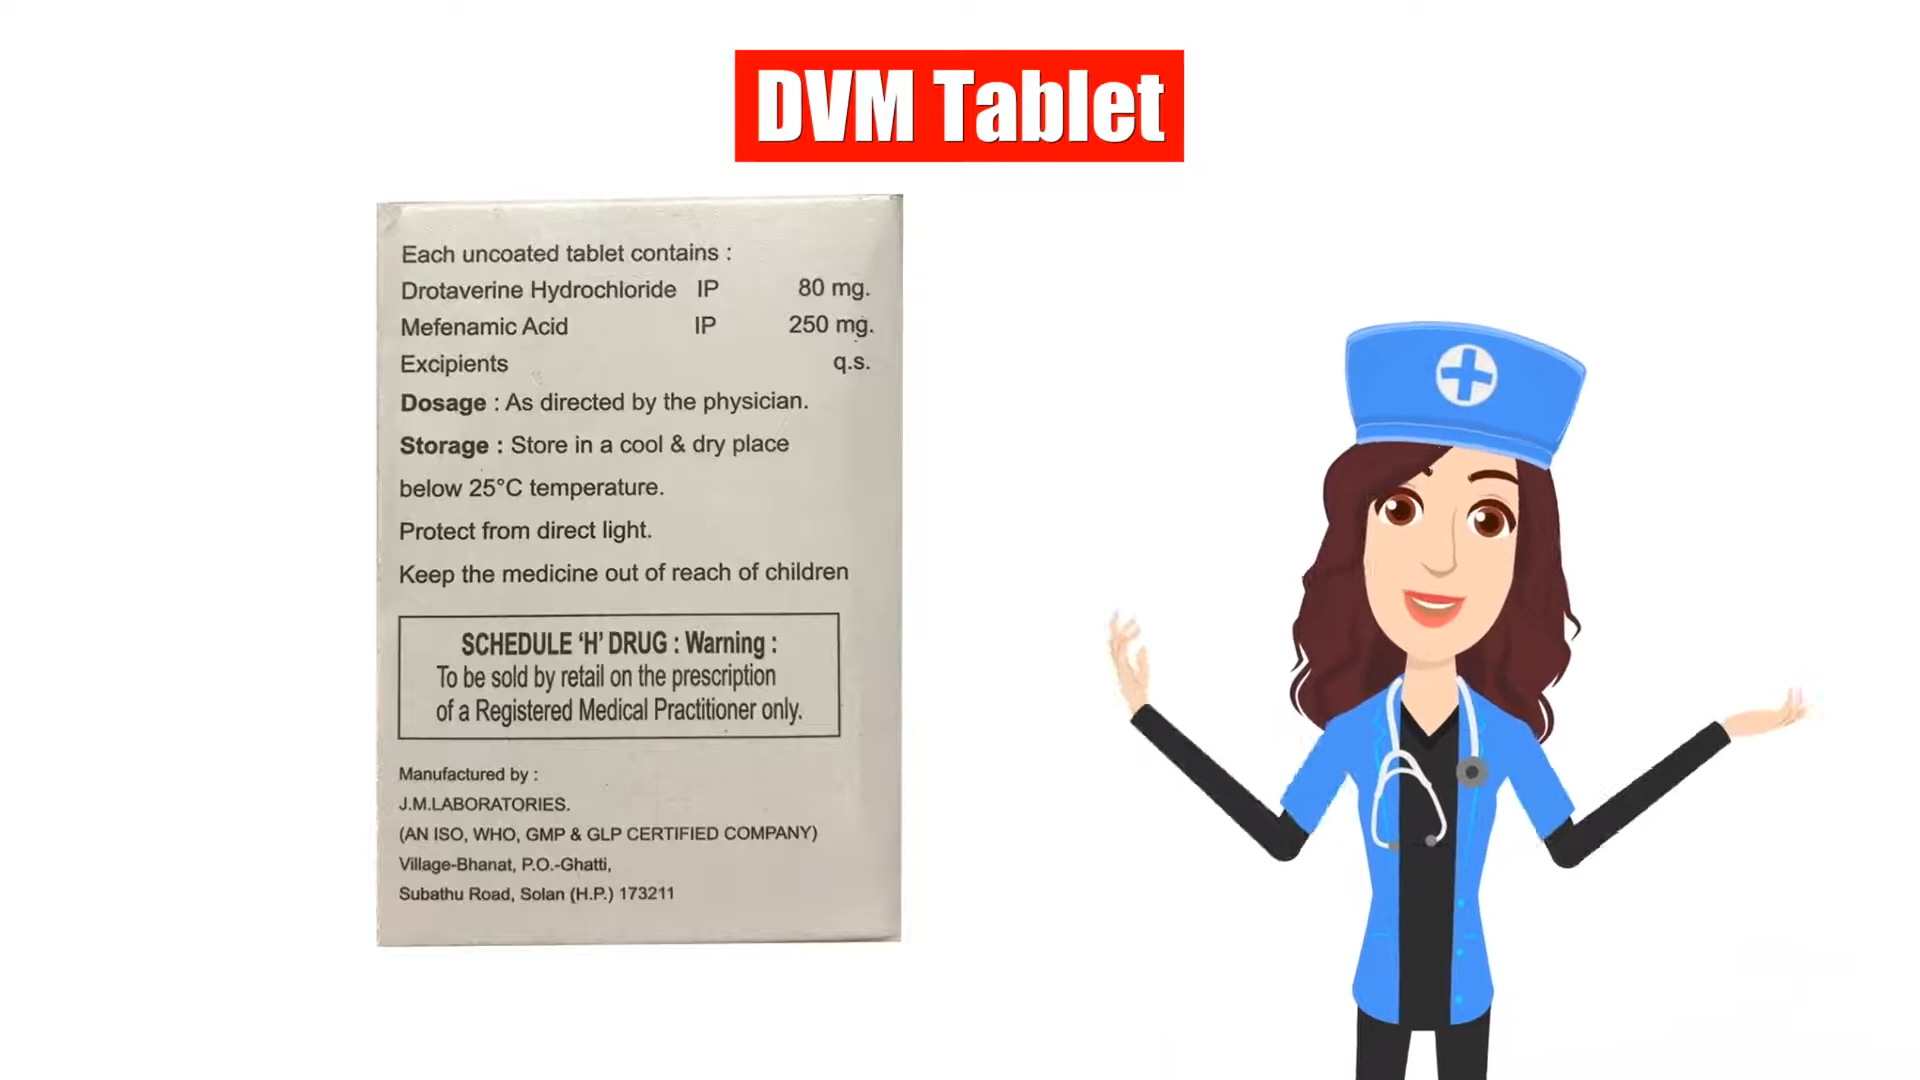 DVM Tablet
Each uncoated tablet contains :
Drotaverine Hydrochloride IP 80 mg.
Mefenamic Acid IP 250 mg.
Excipients q.s.
Dosage : As directed by the physician.
Storage : Store in a cool & dry place
below 25°C temperature.
Protect from direct light.
Keep the medicine out of reach of children
SCHEDULE ‘H’ DRUG : Warning :
To be sold by retail on the prescription
of a Registered Medical Practitioner only.
Manufactured by :
J.M.LABORATORIES.
(AN ISO, WHO, GMP & GLP CERTIFIED COMPANY)
Village-Bhanat, P.O.-Ghatti,
Subathu Road, Solan (H.P.) 173211